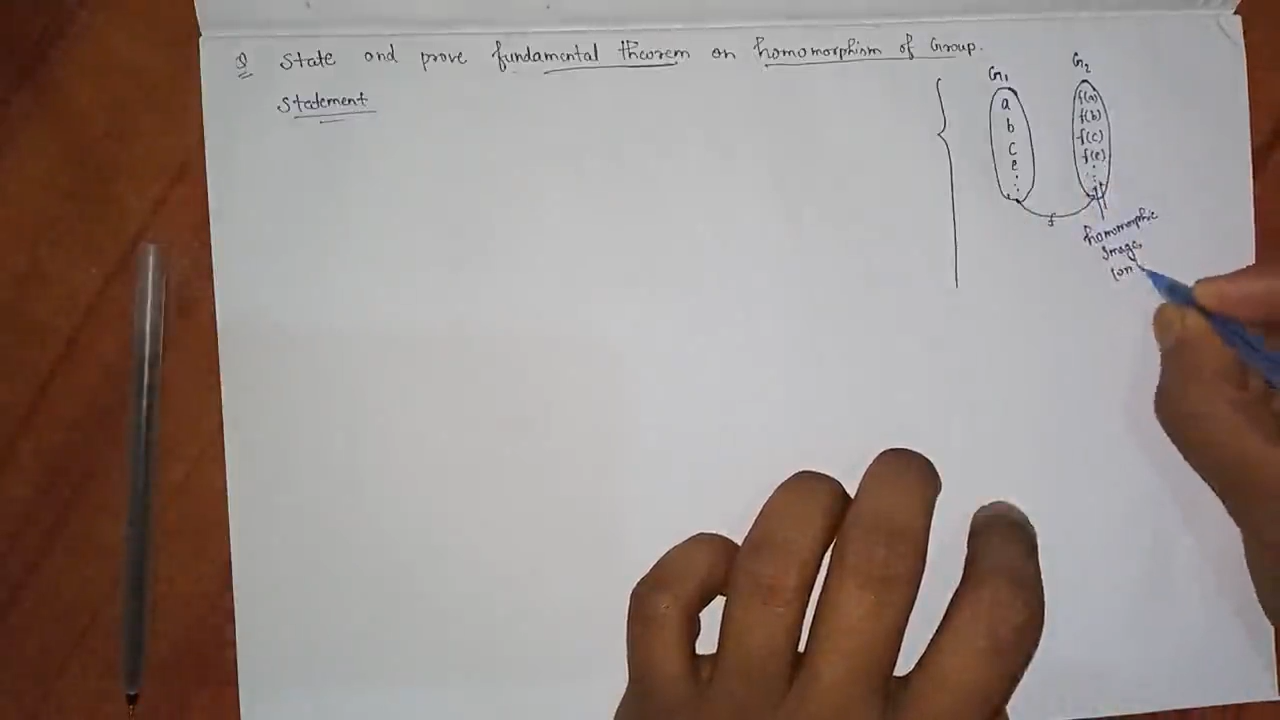 Q State and prove fundamental theorem on homomorphism of Group.
Statement
G1 G2
a f(a)
b f(b)
c f(c)
e f(e)
f
homomorphic
Image